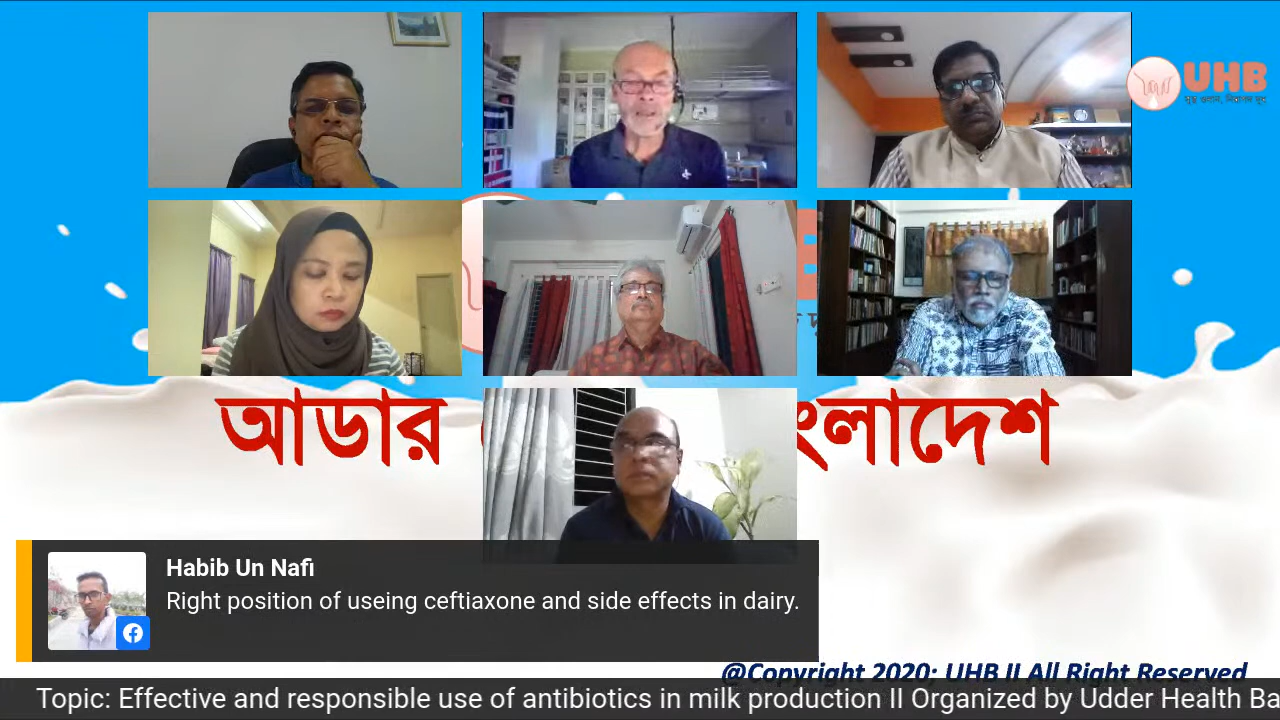 UHB
সুস্থ ওলান, নিরাপদ দুধ
আডার
ংলাদেশ
Habib Un Nafi
Right position of useing ceftiaxone and side effects in dairy.
@Copyright 2020; UHB II All Right Reserved
Topic: Effective and responsible use of antibiotics in milk production II Organized by Udder Health Ba